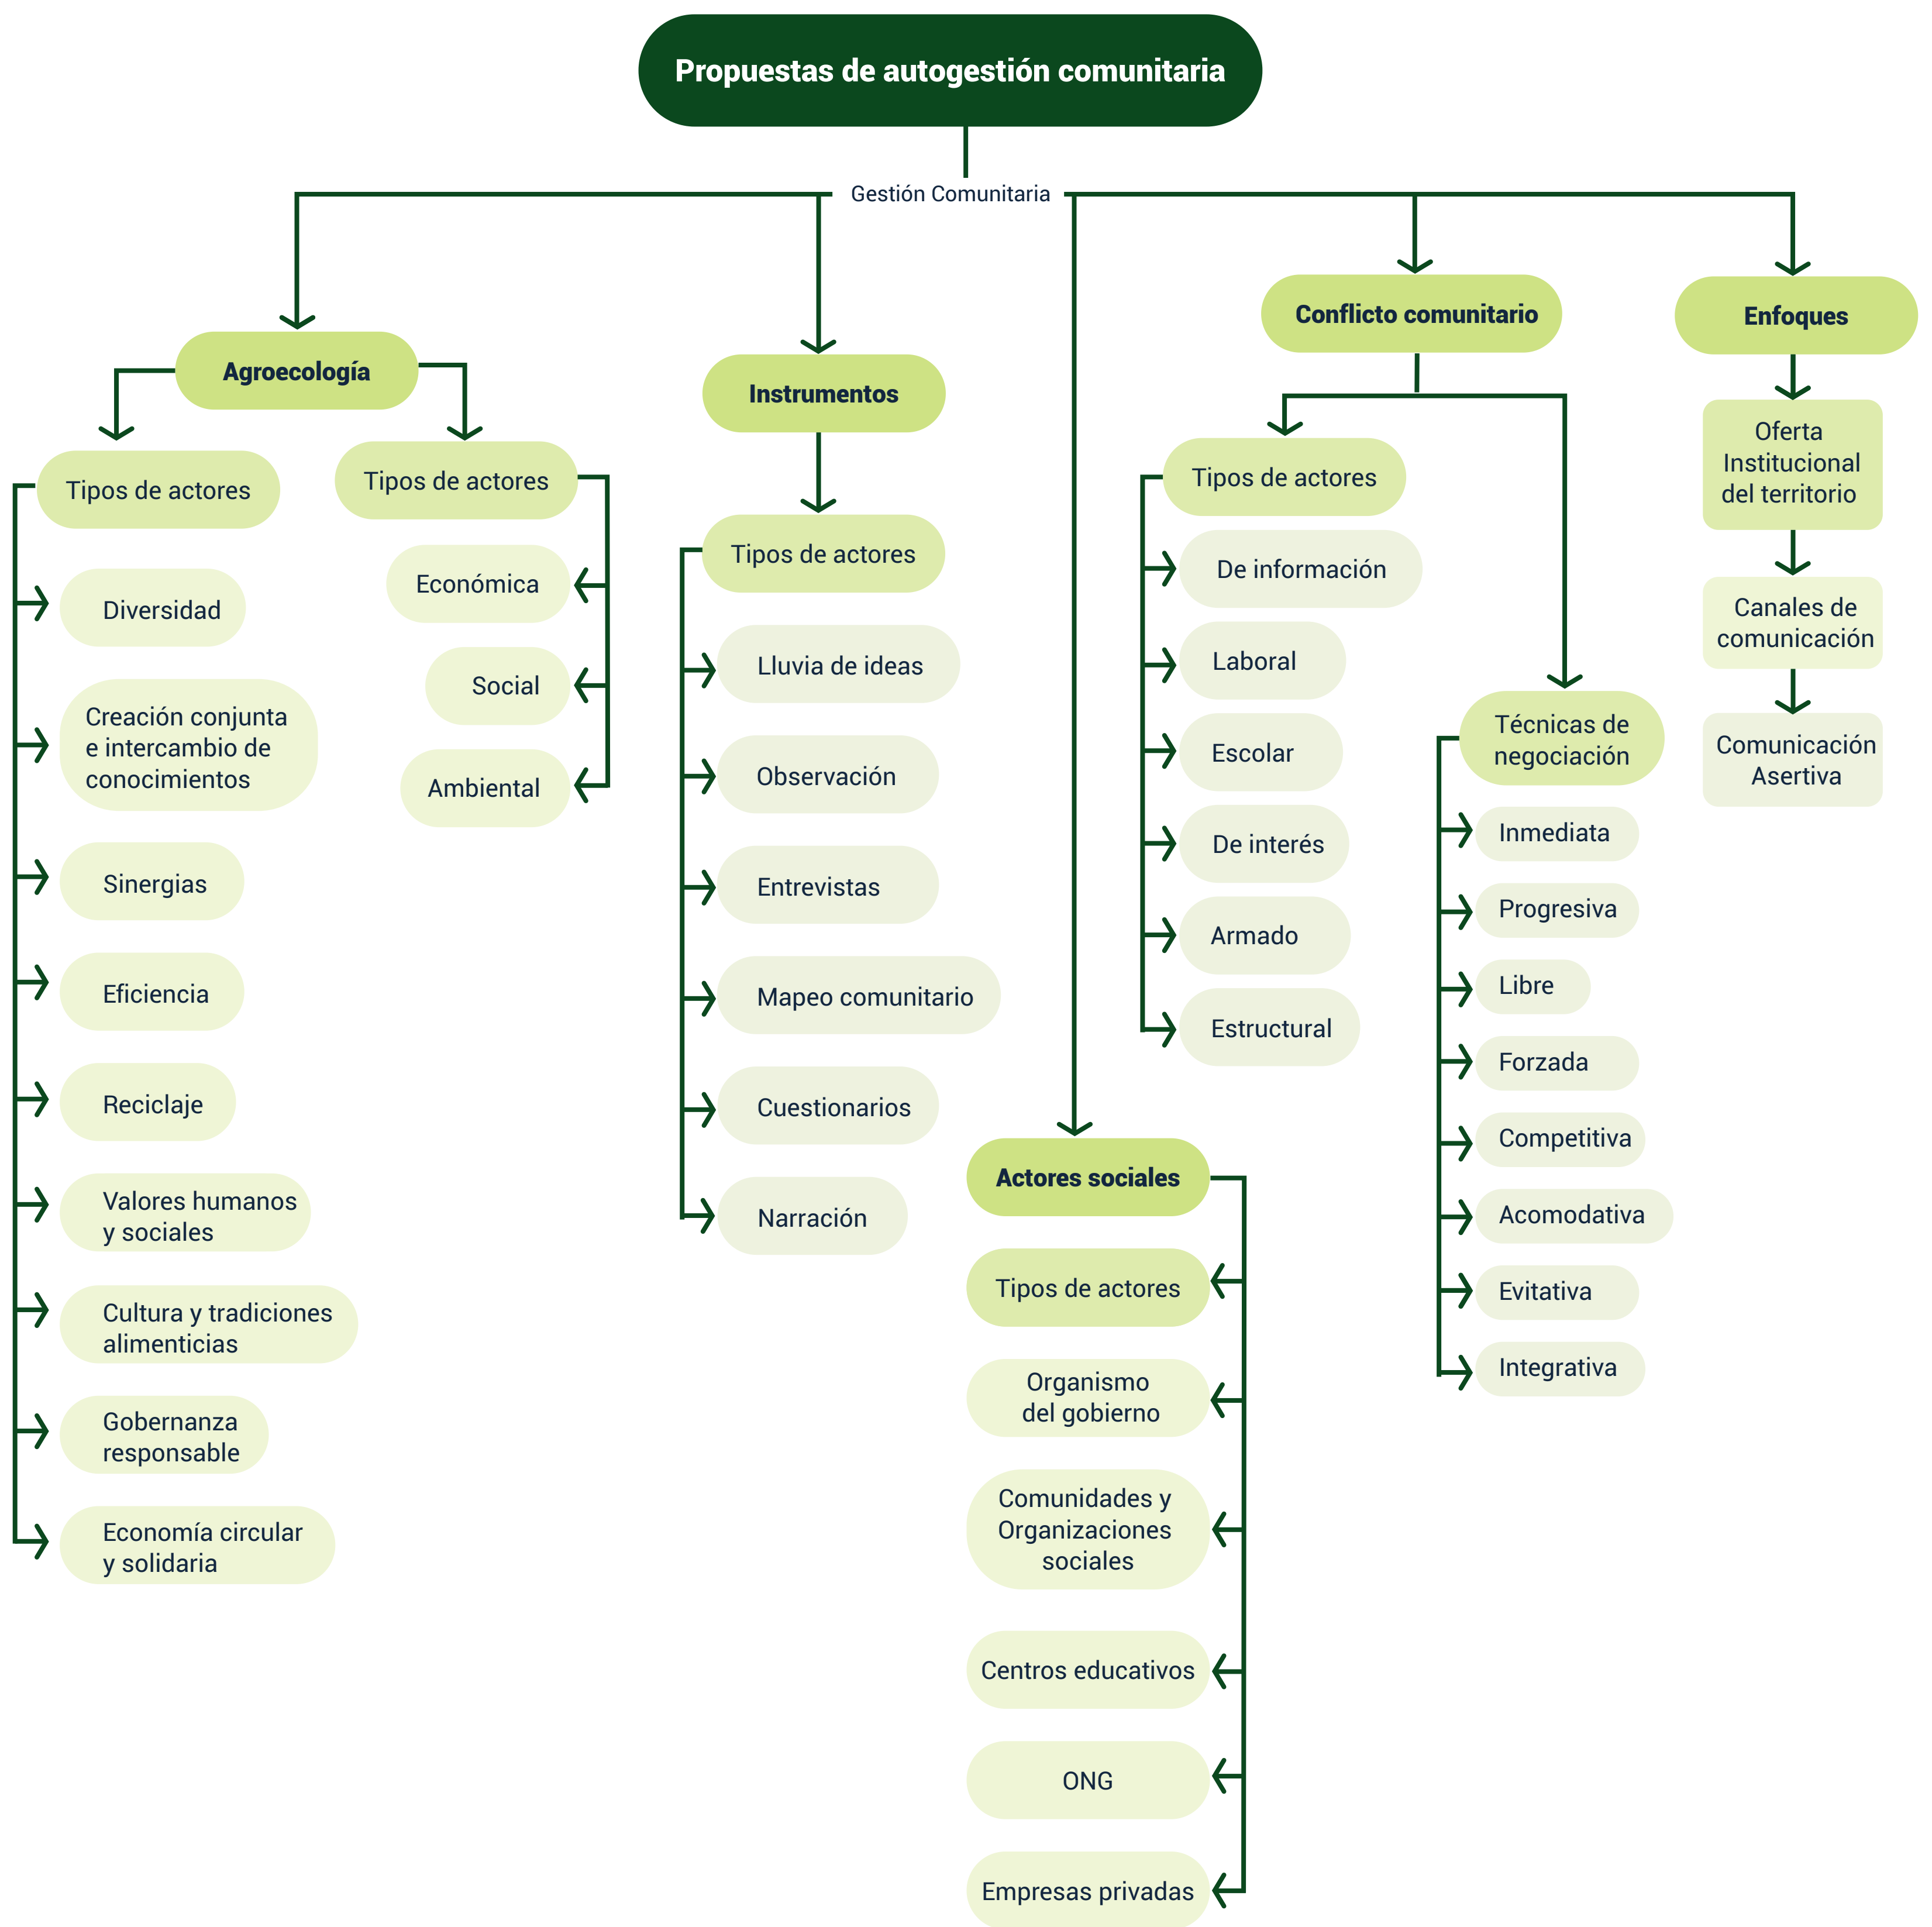 Propuestas de autogestión comunitaria
Gestión Comunitaria
Agroecología
Tipos de actores
Diversidad
Creación conjunta
e intercambio de
conocimientos
Sinergias
Eficiencia
Reciclaje
Valores humanos
y sociales
Cultura y tradiciones
alimenticias
Gobernanza
responsable
Economía circular
y solidaria
Tipos de actores
Económica
Social
Ambiental
Instrumentos
Tipos de actores
Lluvia de ideas
Observación
Entrevistas
Mapeo comunitario
Cuestionarios
Narración
Actores sociales
Tipos de actores
Organismo
del gobierno
Comunidades y
Organizaciones
sociales
Centros educativos
ONG
Empresas privadas
Conflicto comunitario
Tipos de actores
De información
Laboral
Escolar
De interés
Armado
Estructural
Técnicas de
negociación
Inmediata
Progresiva
Libre
Forzada
Competitiva
Acomodativa
Evitativa
Integrativa
Enfoques
Oferta
Institucional
del territorio
Canales de
comunicación
Comunicación
Asertiva